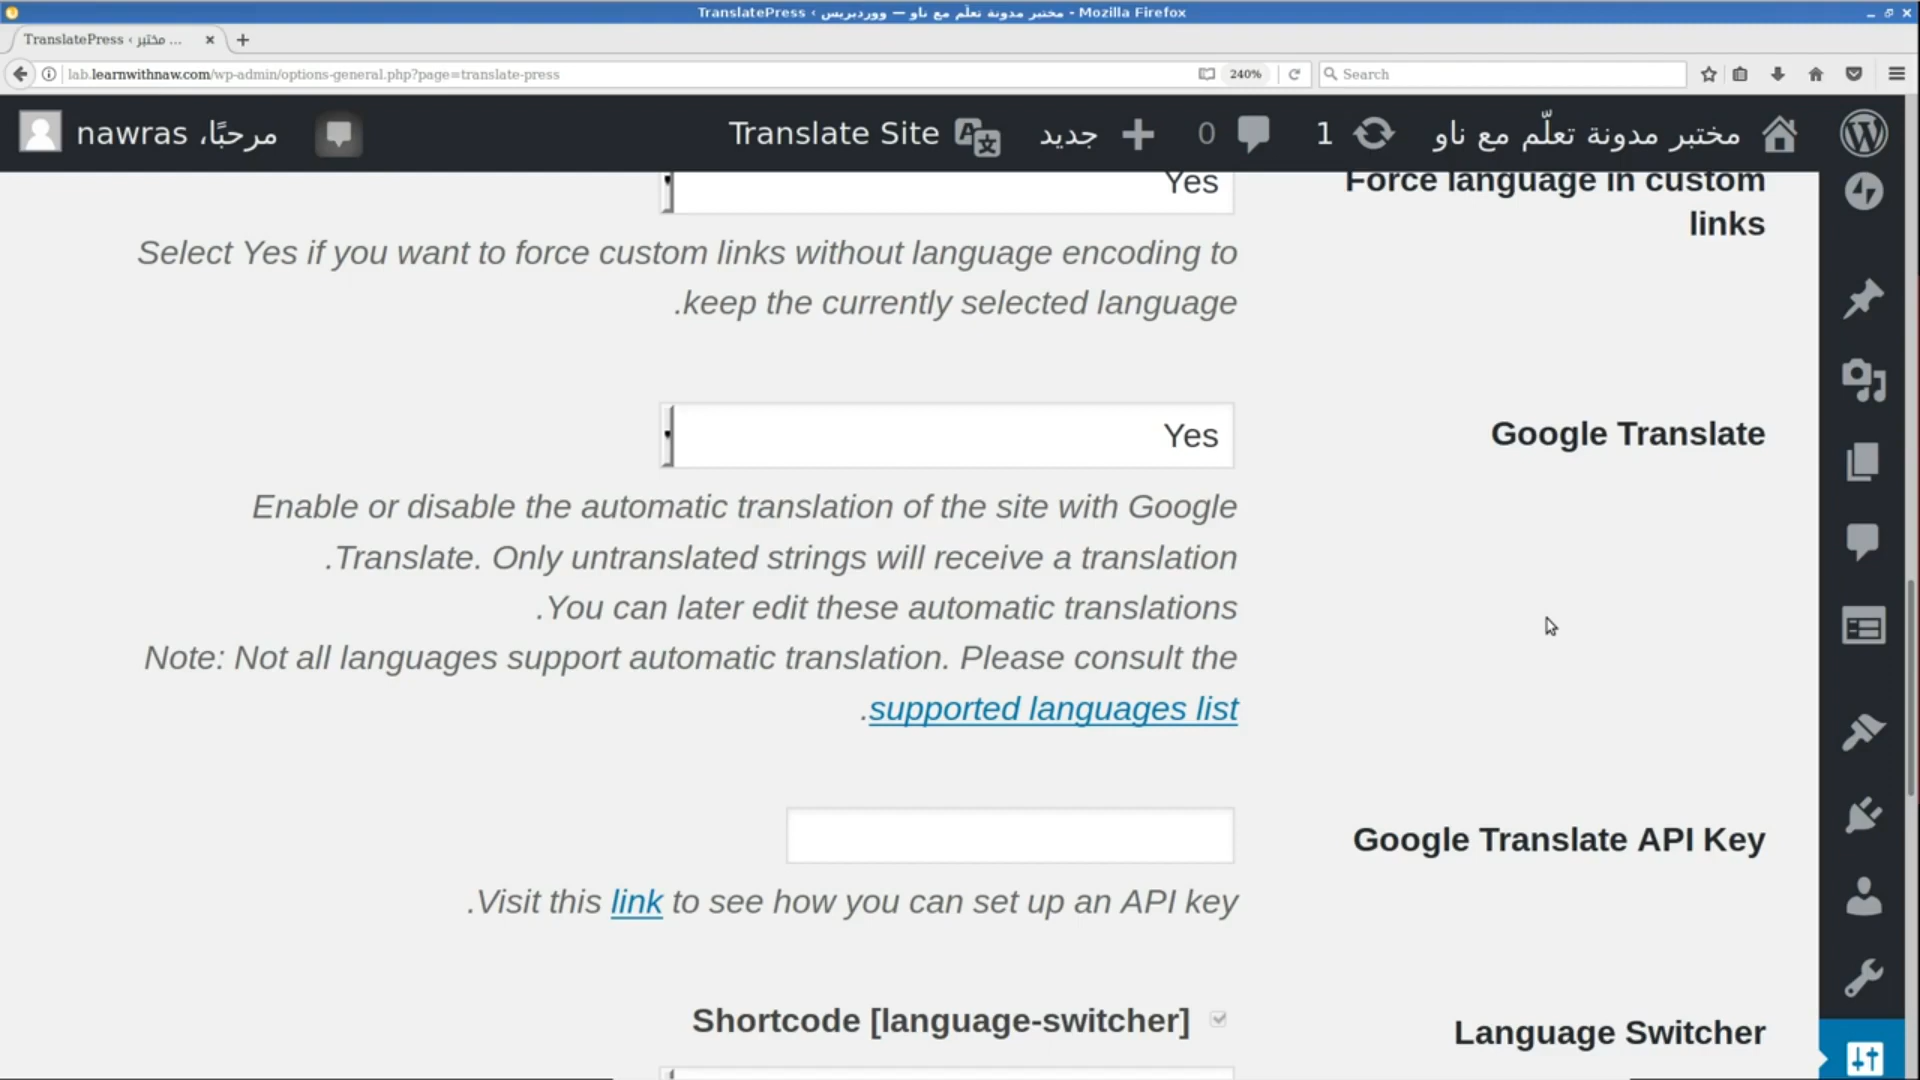 TranslatePress ‹ مختبر مدونة تعلّم مع ناو — ووردبريس - Mozilla Firefox
TranslatePress ‹ مختبر ...
lab.learnwithnaw.com/wp-admin/options-general.php?page=translate-press
240%
Search
مختبر مدونة تعلّم مع ناو
1
0
جديد
Translate Site
مرحبًا، nawras
Force language in custom
links
Yes
Select Yes if you want to force custom links without language encoding to
.keep the currently selected language
Google Translate
Yes
Enable or disable the automatic translation of the site with Google
.Translate. Only untranslated strings will receive a translation
.You can later edit these automatic translations
Note: Not all languages support automatic translation. Please consult the
.supported languages list
Google Translate API Key
.Visit this link to see how you can set up an API key
Language Switcher
Shortcode [language-switcher]